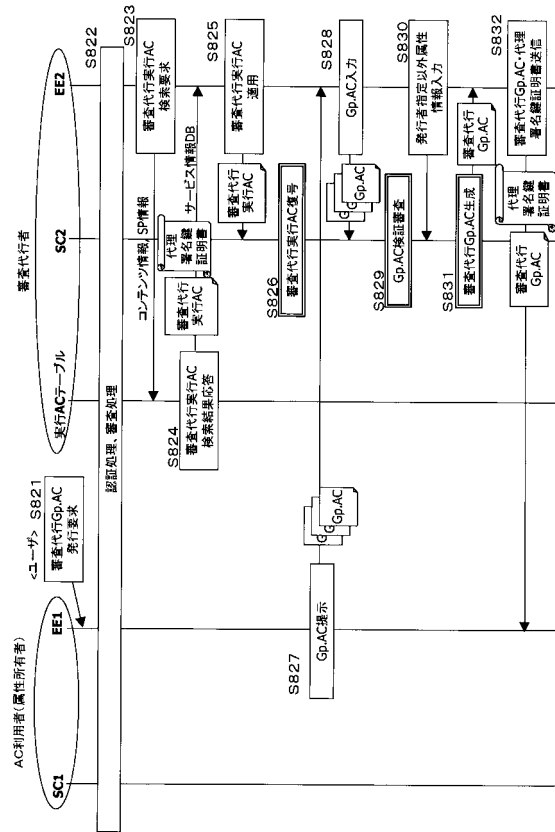 AC利用者(属性所有者)
審査代行者
SC1
EE1
実行ACテーブル
SC2
EE2
<ユーザ> S821
審査代行Gp.AC
発行要求
S822
認証処理、審査処理
S823
審査代行実行AC
検索要求
コンテンツ情報, SP情報
サービス情報DB
S824
審査代行実行AC
検索結果応答
審査代行
実行AC
代理
署名鍵
証明書
S825
審査代行実行AC
適用
審査代行
実行AC
S826
審査代行実行AC復号
S827
Gp.AC提示
G
G
Gp.AC
S828
Gp.AC入力
G
G
Gp.AC
S829
Gp.AC検証審査
S830
発行者指定以外属性
情報入力
S831
審査代行Gp.AC生成
審査代行
Gp.AC
S832
審査代行Gp.AC・代理
署名鍵証明書送信
代理
署名鍵
証明書
審査代行
Gp.AC